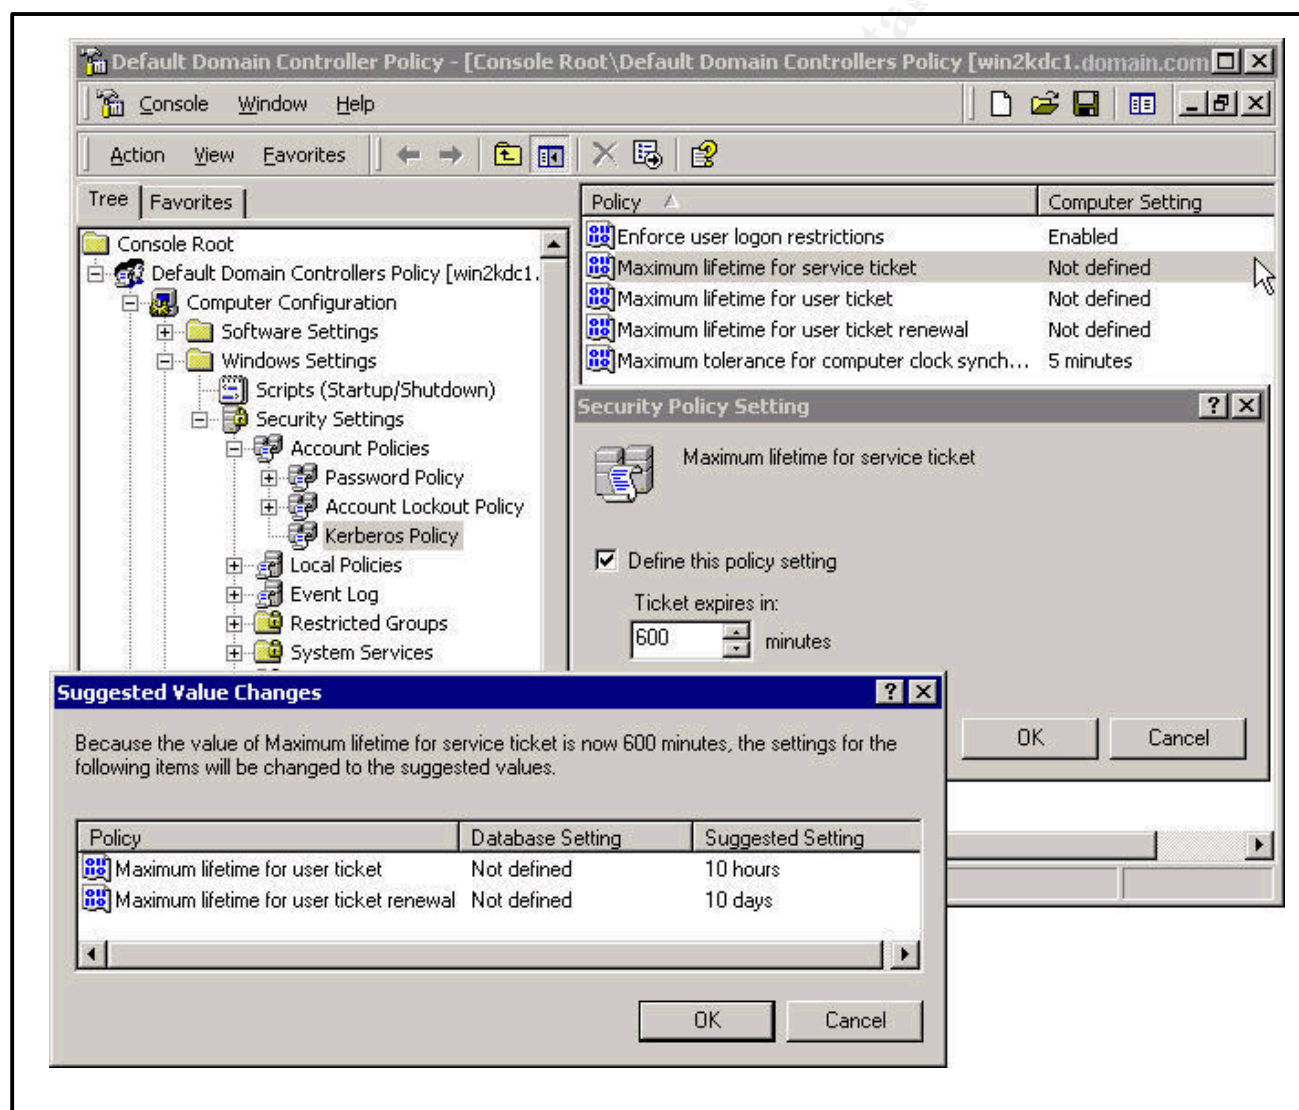 Default Domain Controller Policy - [Console Root\Default Domain Controllers Policy [win2kdc1.domain.com
Console Window Help
Action View Favorites
Tree Favorites
Policy Computer Setting
Console Root
Default Domain Controllers Policy [win2kdc1.
Computer Configuration
Software Settings
Windows Settings
Scripts (Startup/Shutdown)
Security Settings
Account Policies
Password Policy
Account Lockout Policy
Kerberos Policy
Local Policies
Event Log
Restricted Groups
System Services
Enforce user logon restrictions Enabled
Maximum lifetime for service ticket Not defined
Maximum lifetime for user ticket Not defined
Maximum lifetime for user ticket renewal Not defined
Maximum tolerance for computer clock synch... 5 minutes
Security Policy Setting
Maximum lifetime for service ticket
Define this policy setting
Ticket expires in:
600 minutes
OK Cancel
Suggested Value Changes
Because the value of Maximum lifetime for service ticket is now 600 minutes, the settings for the
following items will be changed to the suggested values.
Policy Database Setting Suggested Setting
Maximum lifetime for user ticket Not defined 10 hours
Maximum lifetime for user ticket renewal Not defined 10 days
OK Cancel